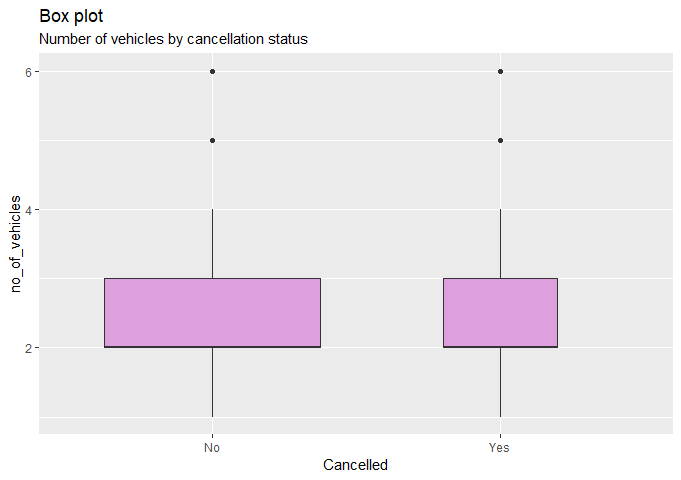 Box plot
Number of vehicles by cancellation status
no_of_vehicles
6
4
2
No
Yes
Cancelled